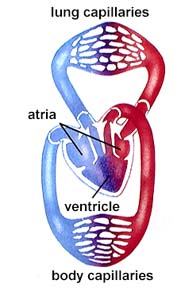 lung capillaries
atria
ventricle
body capillaries